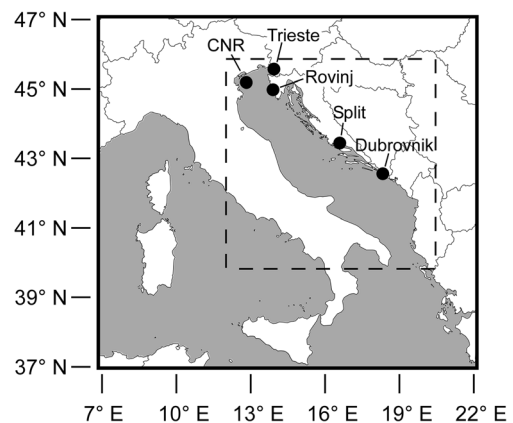 47° N
Trieste
CNR
45° N
Rovinj
Split
43° N
Dubrovnik
41° N
39° N
37° N
7° E 10° E 13° E 16° E 19° E 22° E